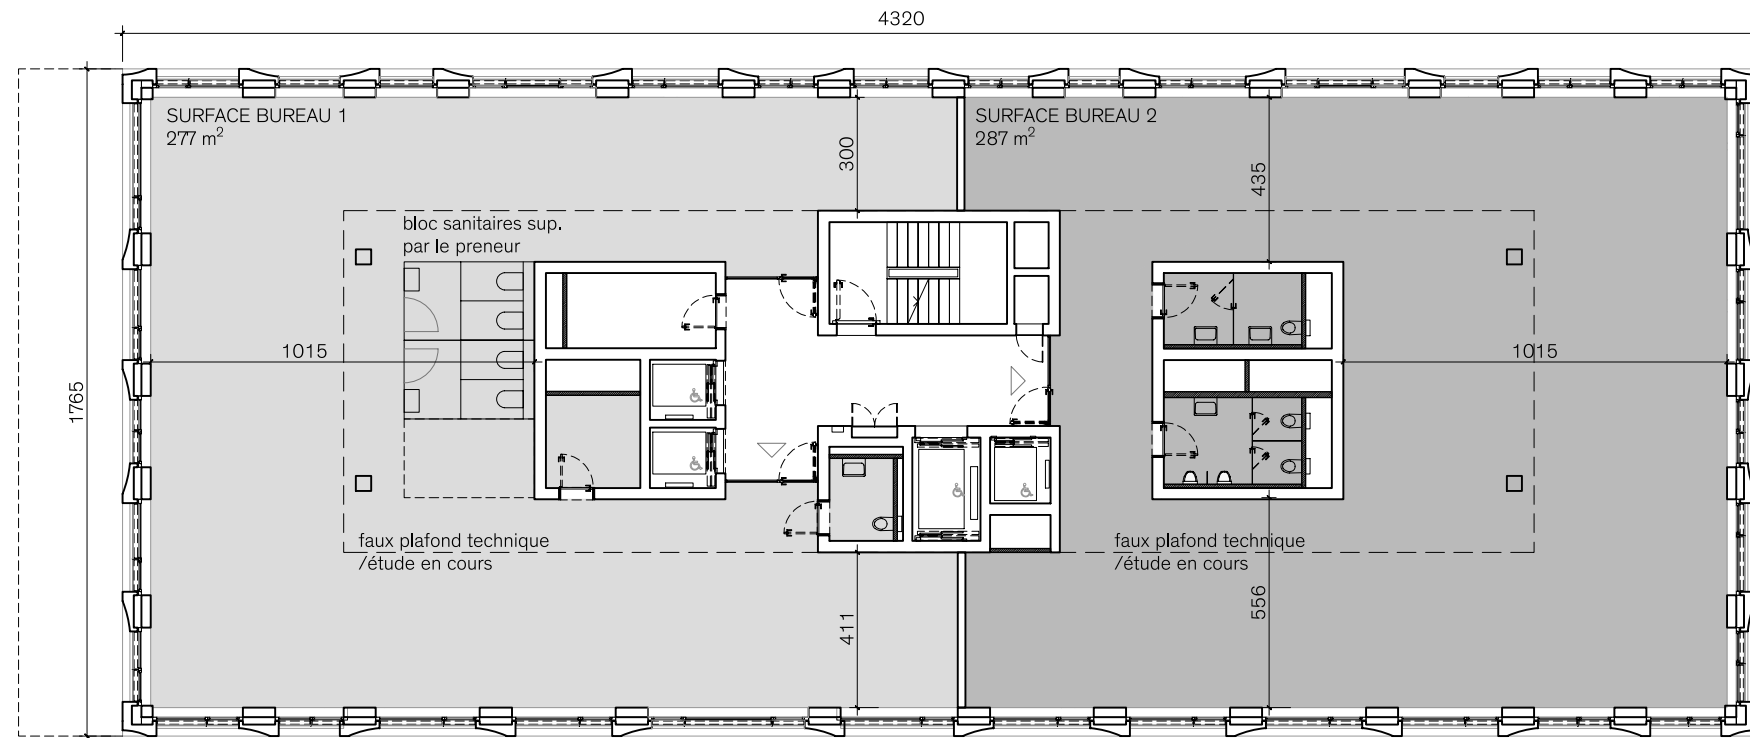 4320
SURFACE BUREAU 1
277 m²
SURFACE BUREAU 2
287 m²
300
435
bloc sanitaires sup.
par le preneur
1015
1015
1765
faux plafond technique
/étude en cours
faux plafond technique
/étude en cours
411
556